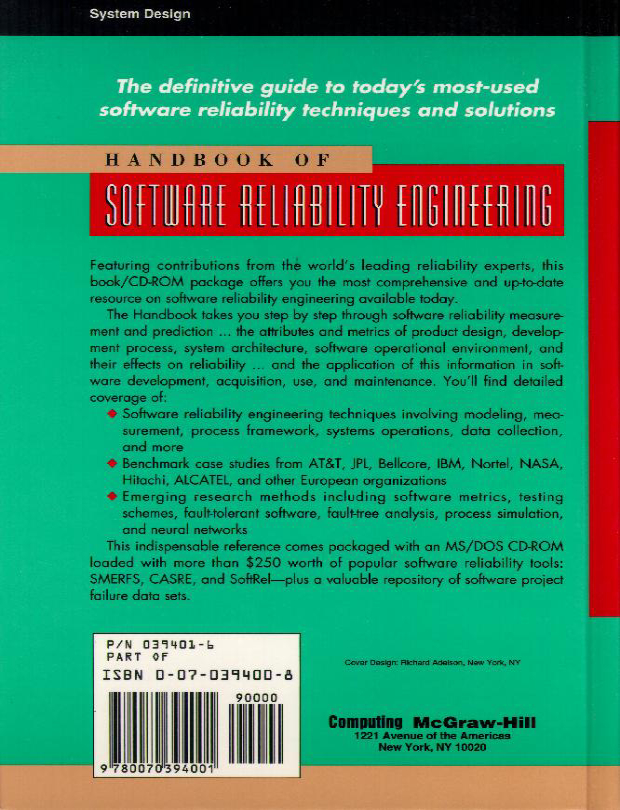 System Design
The definitive guide to today's most-used
software reliability techniques and solutions
HANDBOOK OF
SOFTWARE RELIABILITY ENGINEERING
Featuring contributions from the world's leading reliability experts, this
book/CD-ROM package offers you the most comprehensive and up-to-date
resource on software reliability engineering available today.
The Handbook takes you step by step through software reliability measure-
ment and prediction ... the attributes and metrics of product design, develop-
ment process, system architecture, software operational environment, and
their effects on reliability ... and the application of this information in soft-
ware development, acquisition, use, and maintenance. You'll find detailed
coverage of:
◆ Software reliability engineering techniques involving modeling, mea-
surement, process framework, systems operations, data collection,
and more
◆ Benchmark case studies from AT&T, JPL, Bellcore, IBM, Nortel, NASA,
Hitachi, ALCATEL, and other European organizations
◆ Emerging research methods including software metrics, testing
schemes, fault-tolerant software, fault-tree analysis, process simulation,
and neural networks
This indispensable reference comes packaged with an MS/DOS CD-ROM
loaded with more than $250 worth of popular software reliability tools:
SMERFS, CASRE, and SoftRel—plus a valuable repository of software project
failure data sets.
P/N 039401-6
PART OF
ISBN 0-07-039400-8
90000
9 780070 394001
Cover Design: Richard Adelson, New York, NY
Computing McGraw-Hill
1221 Avenue of the Americas
New York, NY 10020